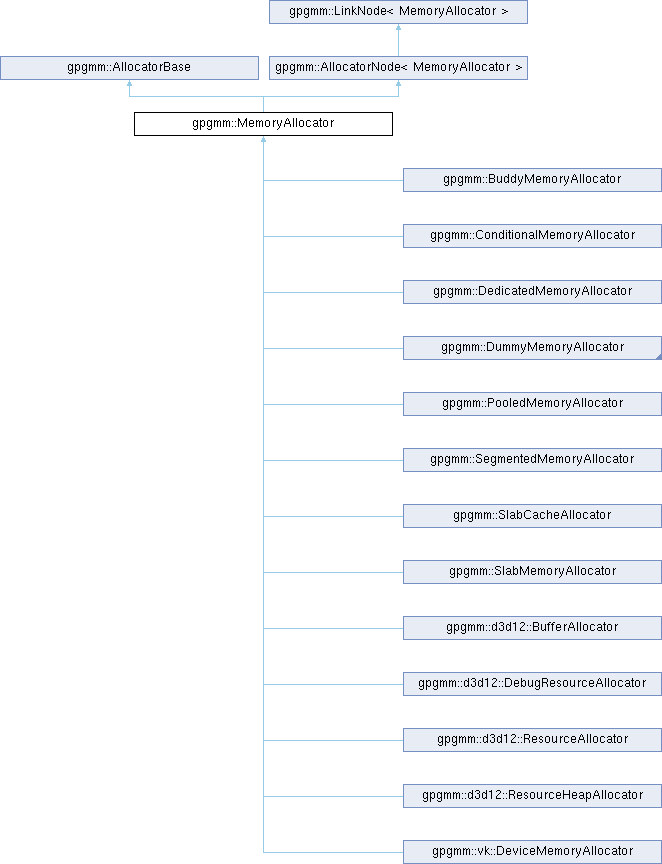 gpgmm::LinkNode< MemoryAllocator >
gpgmm::AllocatorBase
gpgmm::AllocatorNode< MemoryAllocator >
gpgmm::MemoryAllocator
gpgmm::BuddyMemoryAllocator
gpgmm::ConditionalMemoryAllocator
gpgmm::DedicatedMemoryAllocator
gpgmm::DummyMemoryAllocator
gpgmm::PooledMemoryAllocator
gpgmm::SegmentedMemoryAllocator
gpgmm::SlabCacheAllocator
gpgmm::SlabMemoryAllocator
gpgmm::d3d12::BufferAllocator
gpgmm::d3d12::DebugResourceAllocator
gpgmm::d3d12::ResourceAllocator
gpgmm::d3d12::ResourceHeapAllocator
gpgmm::vk::DeviceMemoryAllocator